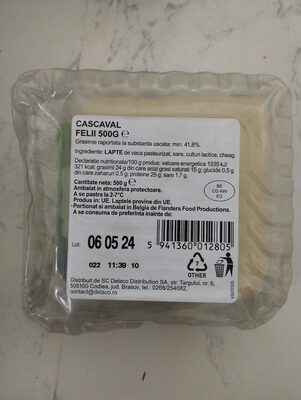 CASCAVAL
FELII 500G ℮
Grasime raportata la substanta uscata: min. 41,8%.
Ingrediente: LAPTE de vaca pasteurizat, sare, culturi lactice, cheag.
Declaratie nutritionala/100 g produs: valoare energetica 1335 kJ/
321 kcal; grasimi 24 g din care acizi grasi saturati 15; glucide 0.5 g
din care zaharuri 0.5 g; proteine 25 g; sare 1.7 g.
Cantitate neta: 500 g ℮
Ambalat in atmosfera protectoare.
A se pastra la 2-7°C
Produs in: UE. Laptele provine din UE.
Portionat si ambalat in Belgia de Flanders Food Productions.
A se consuma de preferinta inainte de:
BE
EG
Lot:
06 05 24
022 11:39 10
5 941360 012805
7
OTHER
Distribuit de SC Delaco Distribution SA, str. Targului, nr. 6,
505100 Codlea, jud. Brasov, tel.: 0268/254082.
contact@delaco.ro